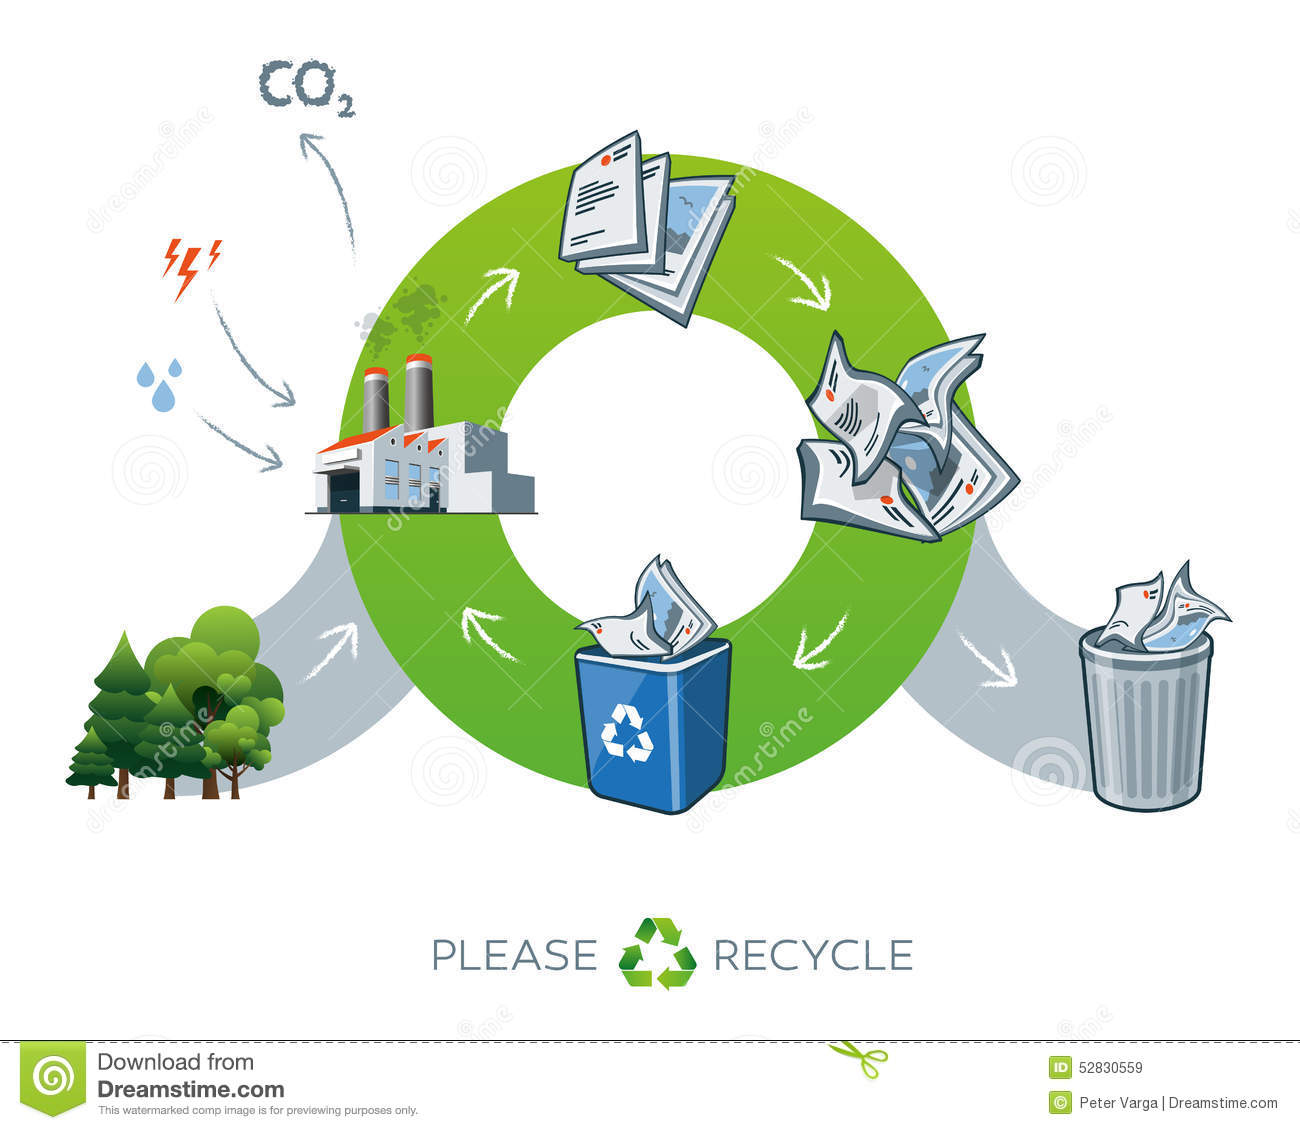 CO2
PLEASE RECYCLE
Download from
Dreamstime.com
This watermarked comp image is for previewing purposes only.
ID 52830559
© Peter Varga | Dreamstime.com